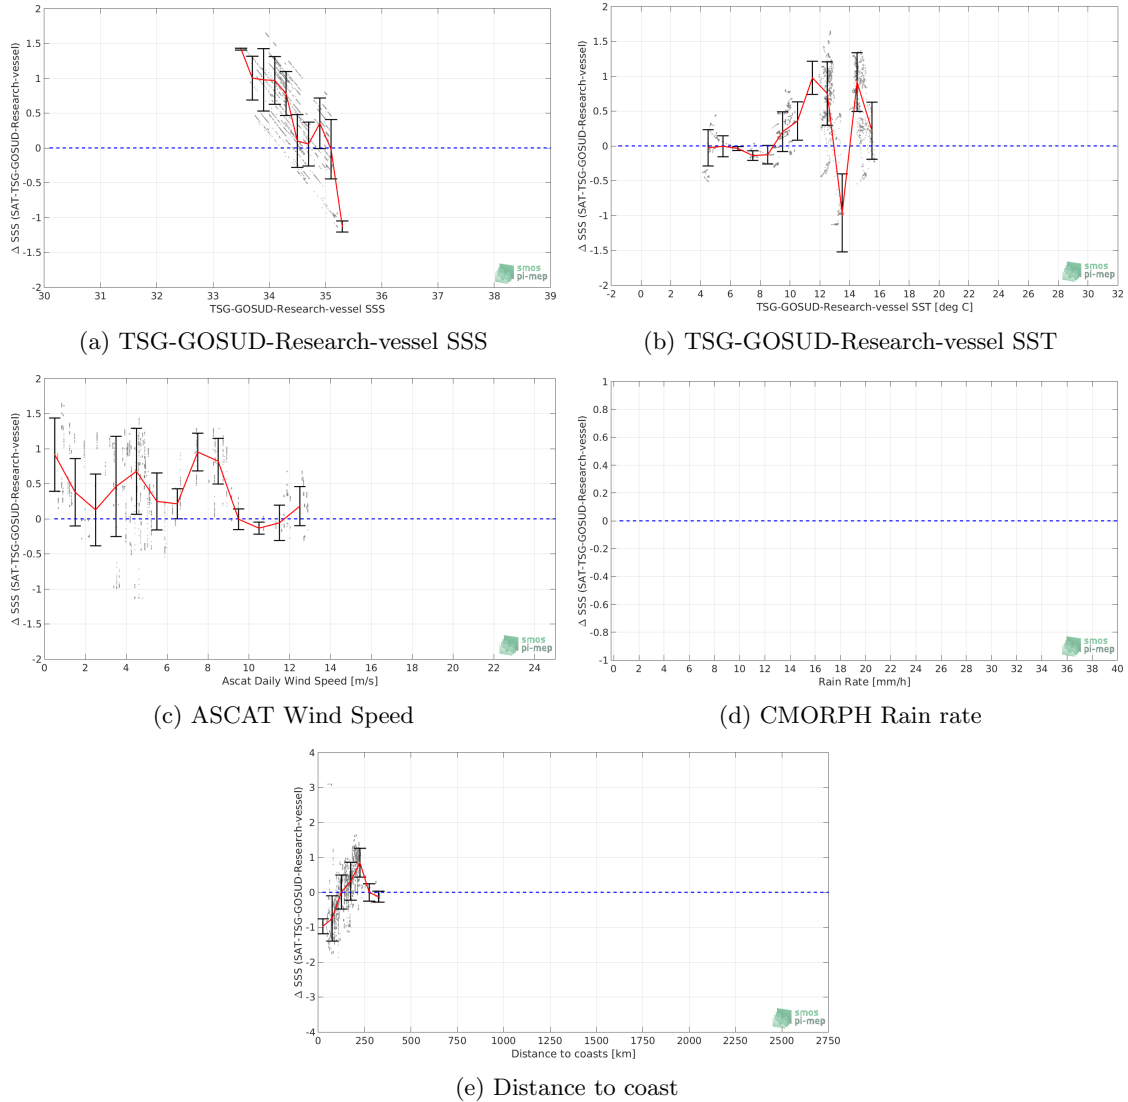 2
1.5
1
0.5
0
-0.5
-1
-1.5
-2
Δ SSS (SAT-TSG-GOSUD-Research-vessel)
30 31 32 33 34 35 36 37 38 39
TSG-GOSUD-Research-vessel SSS
smos
pi-mep
(a) TSG-GOSUD-Research-vessel SSS
2
1.5
1
0.5
0
-0.5
-1
-1.5
-2
Δ SSS (SAT-TSG-GOSUD-Research-vessel)
-2 0 2 4 6 8 10 12 14 16 18 20 22 24 26 28 30 32
TSG-GOSUD-Research-vessel SST [deg C]
smos
pi-mep
(b) TSG-GOSUD-Research-vessel SST
2
1.5
1
0.5
0
-0.5
-1
-1.5
-2
Δ SSS (SAT-TSG-GOSUD-Research-vessel)
0 2 4 6 8 10 12 14 16 18 20 22 24
Ascat Daily Wind Speed [m/s]
smos
pi-mep
(c) ASCAT Wind Speed
1
0.8
0.6
0.4
0.2
0
-0.2
-0.4
-0.6
-0.8
-1
Δ SSS (SAT-TSG-GOSUD-Research-vessel)
0 2 4 6 8 10 12 14 16 18 20 22 24 26 28 30 32 34 36 38 40
Rain Rate [mm/h]
smos
pi-mep
(d) CMORPH Rain rate
4
3
2
1
0
-1
-2
-3
-4
Δ SSS (SAT-TSG-GOSUD-Research-vessel)
0 250 500 750 1000 1250 1500 1750 2000 2250 2500 2750
Distance to coasts [km]
smos
pi-mep
(e) Distance to coast